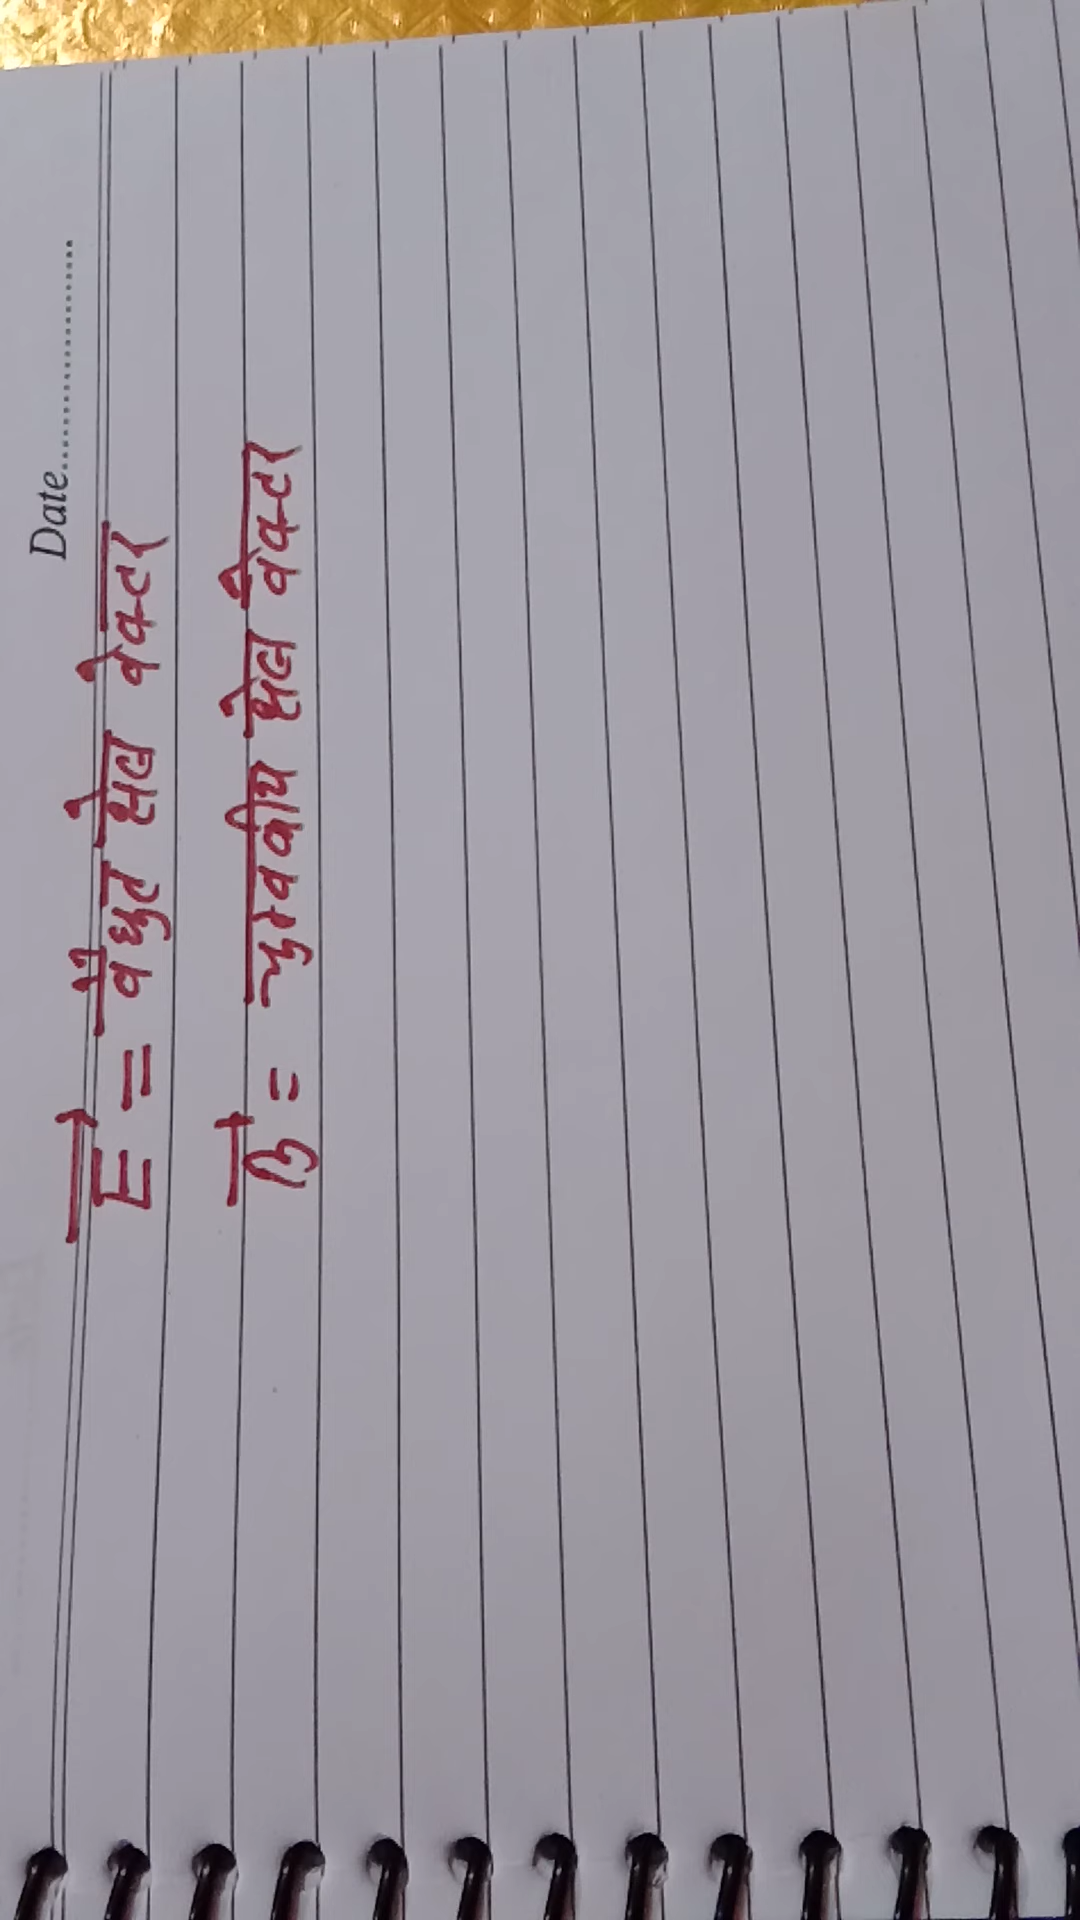 Date..........................
E⃗ = वैद्युत क्षेत्र वेक्टर
B⃗ = चुम्बकीय क्षेत्र वेक्टर